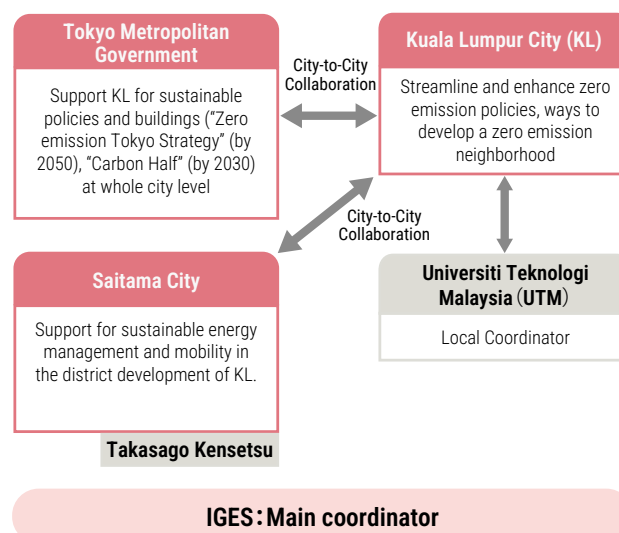 Tokyo Metropolitan
Government
Support KL for sustainable
policies and buildings (“Zero
emission Tokyo Strategy” (by
2050), “Carbon Half” (by 2030)
at whole city level
City-to-City
Collaboration
Kuala Lumpur City (KL)
Streamline and enhance zero
emission policies, ways to
develop a zero emission
neighborhood
City-to-City
Collaboration
Saitama City
Support for sustainable energy
management and mobility in
the district development of KL.
Takasago Kensetsu
Universiti Teknologi
Malaysia（UTM）
Local Coordinator
IGES：Main coordinator